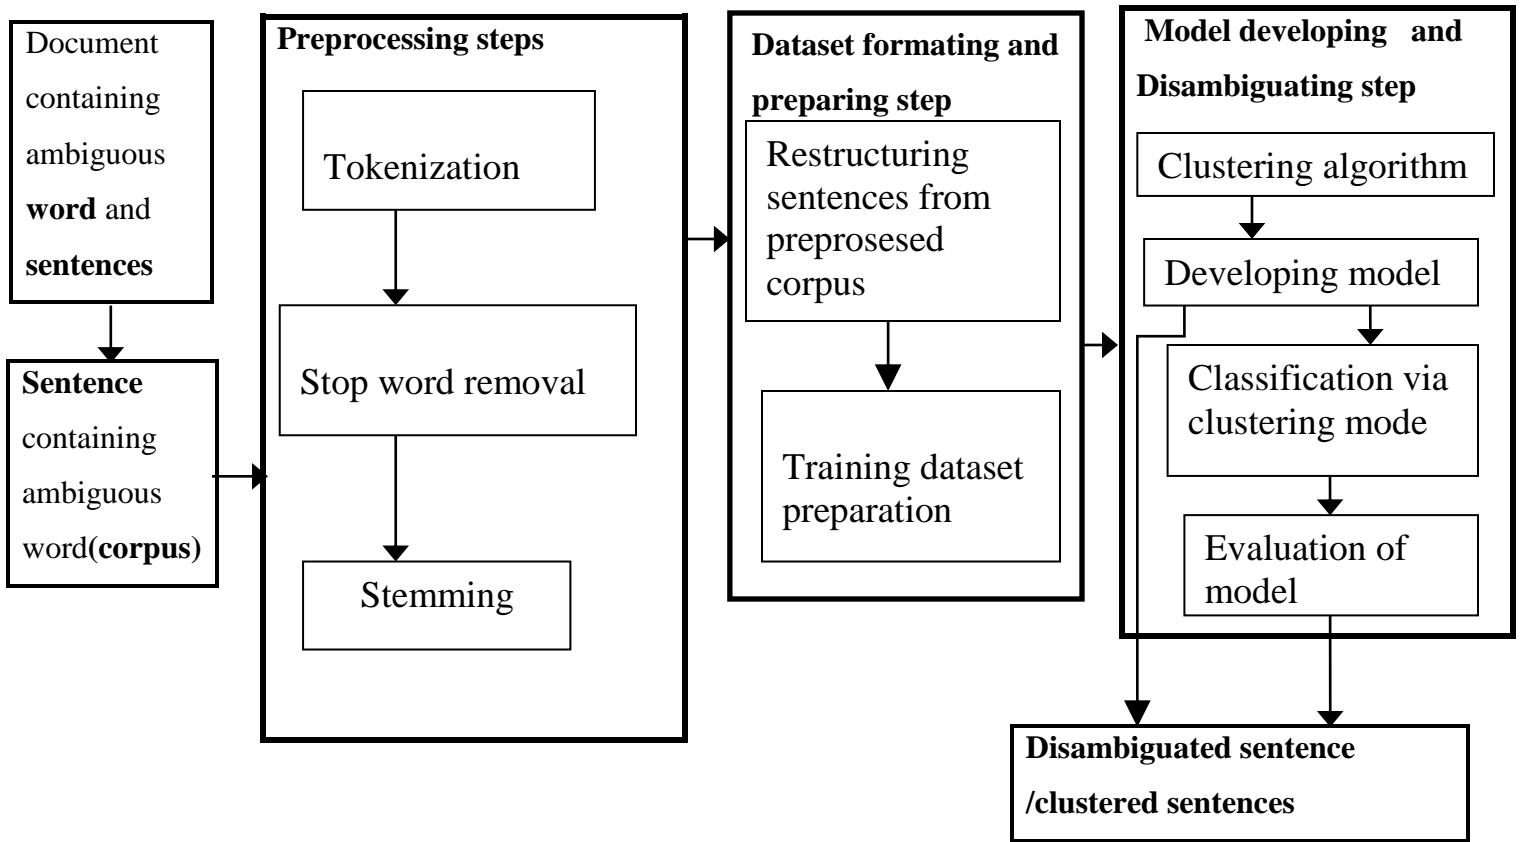 Document
containing
ambiguous
word and
sentences
Sentence
containing
ambiguous
word(corpus)
Preprocessing steps
Tokenization
Stop word removal
Stemming
Dataset formating and
preparing step
Restructuring
sentences from
preprosesed
corpus
Training dataset
preparation
Model developing and
Disambiguating step
Clustering algorithm
Developing model
Classification via
clustering mode
Evaluation of
model
Disambiguated sentence
/clustered sentences